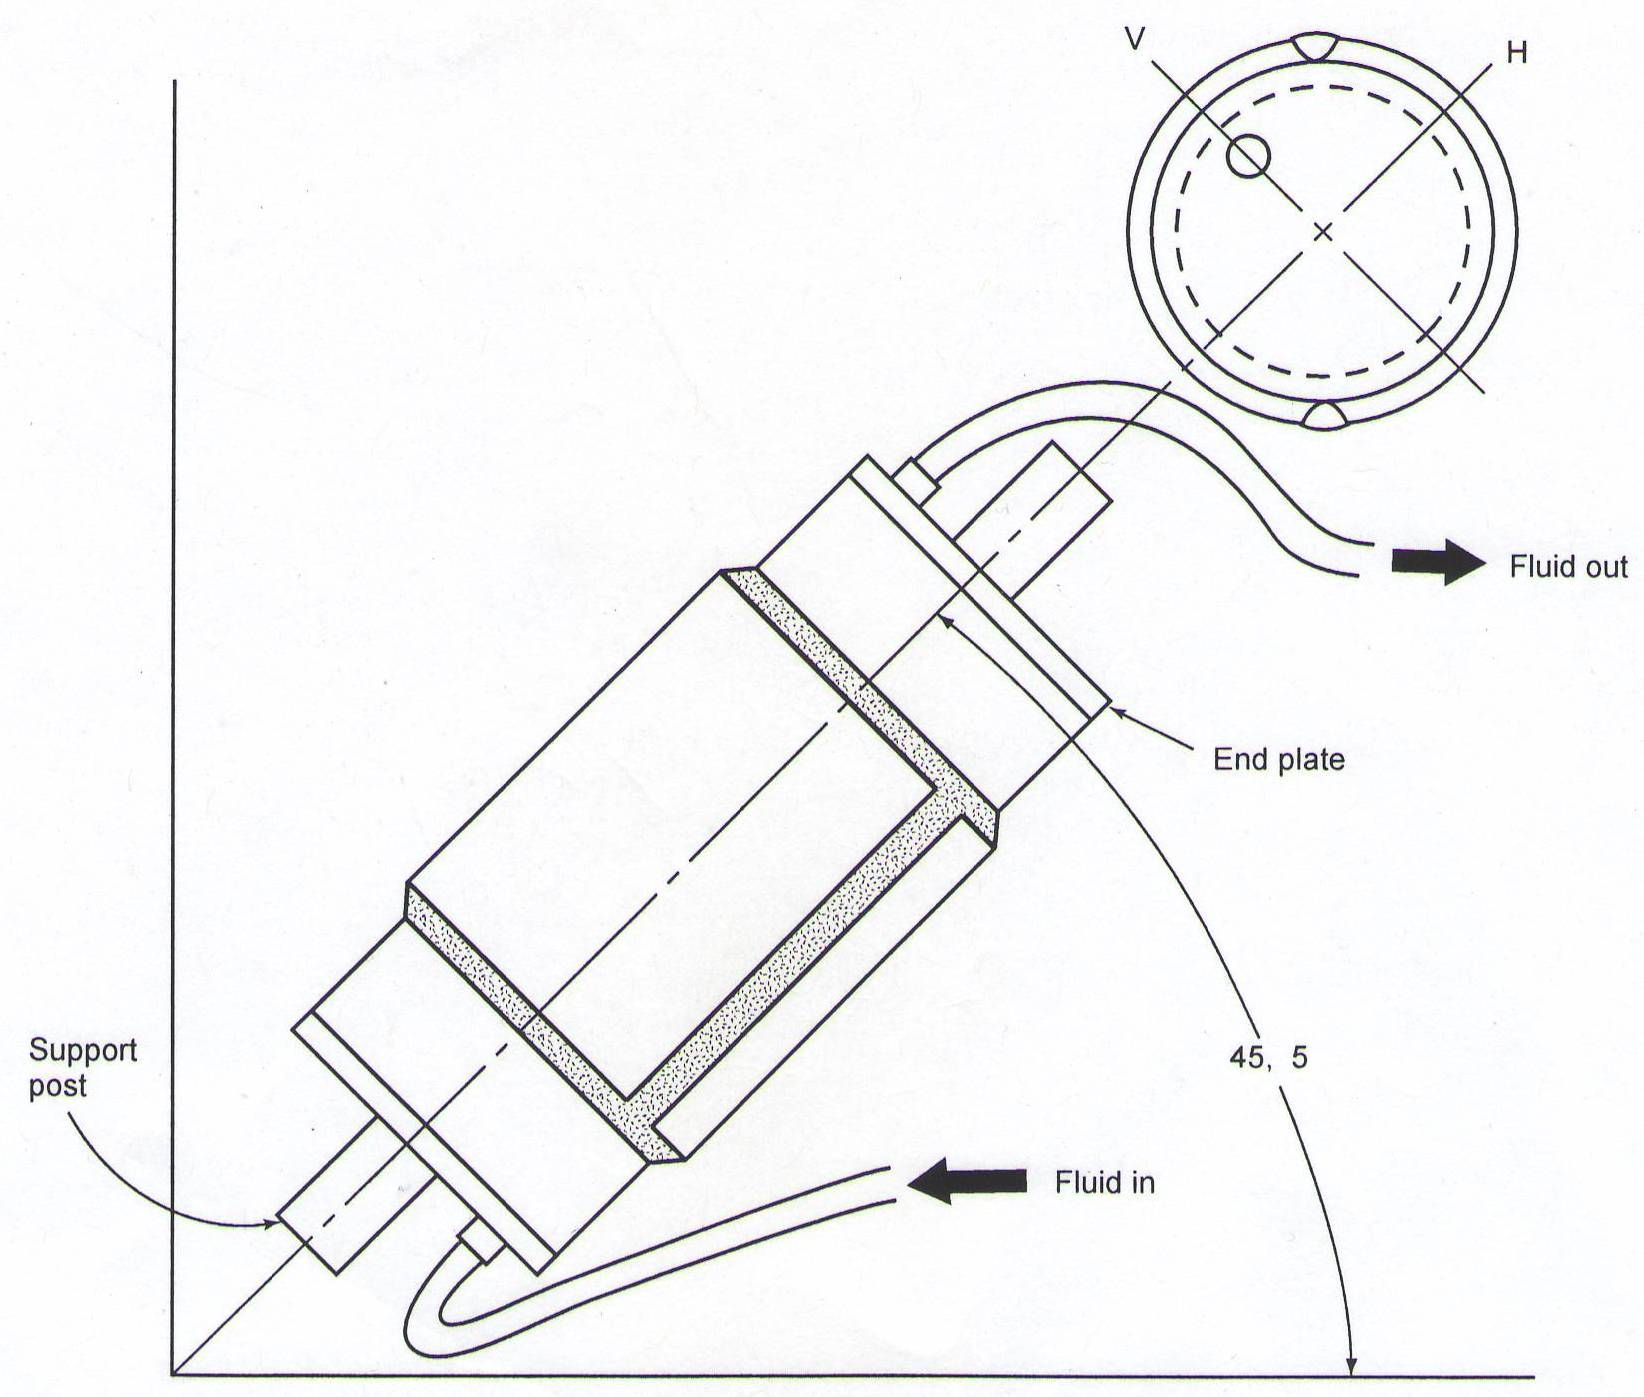 V
H
Fluid out
End plate
Support
post
45, 5
Fluid in